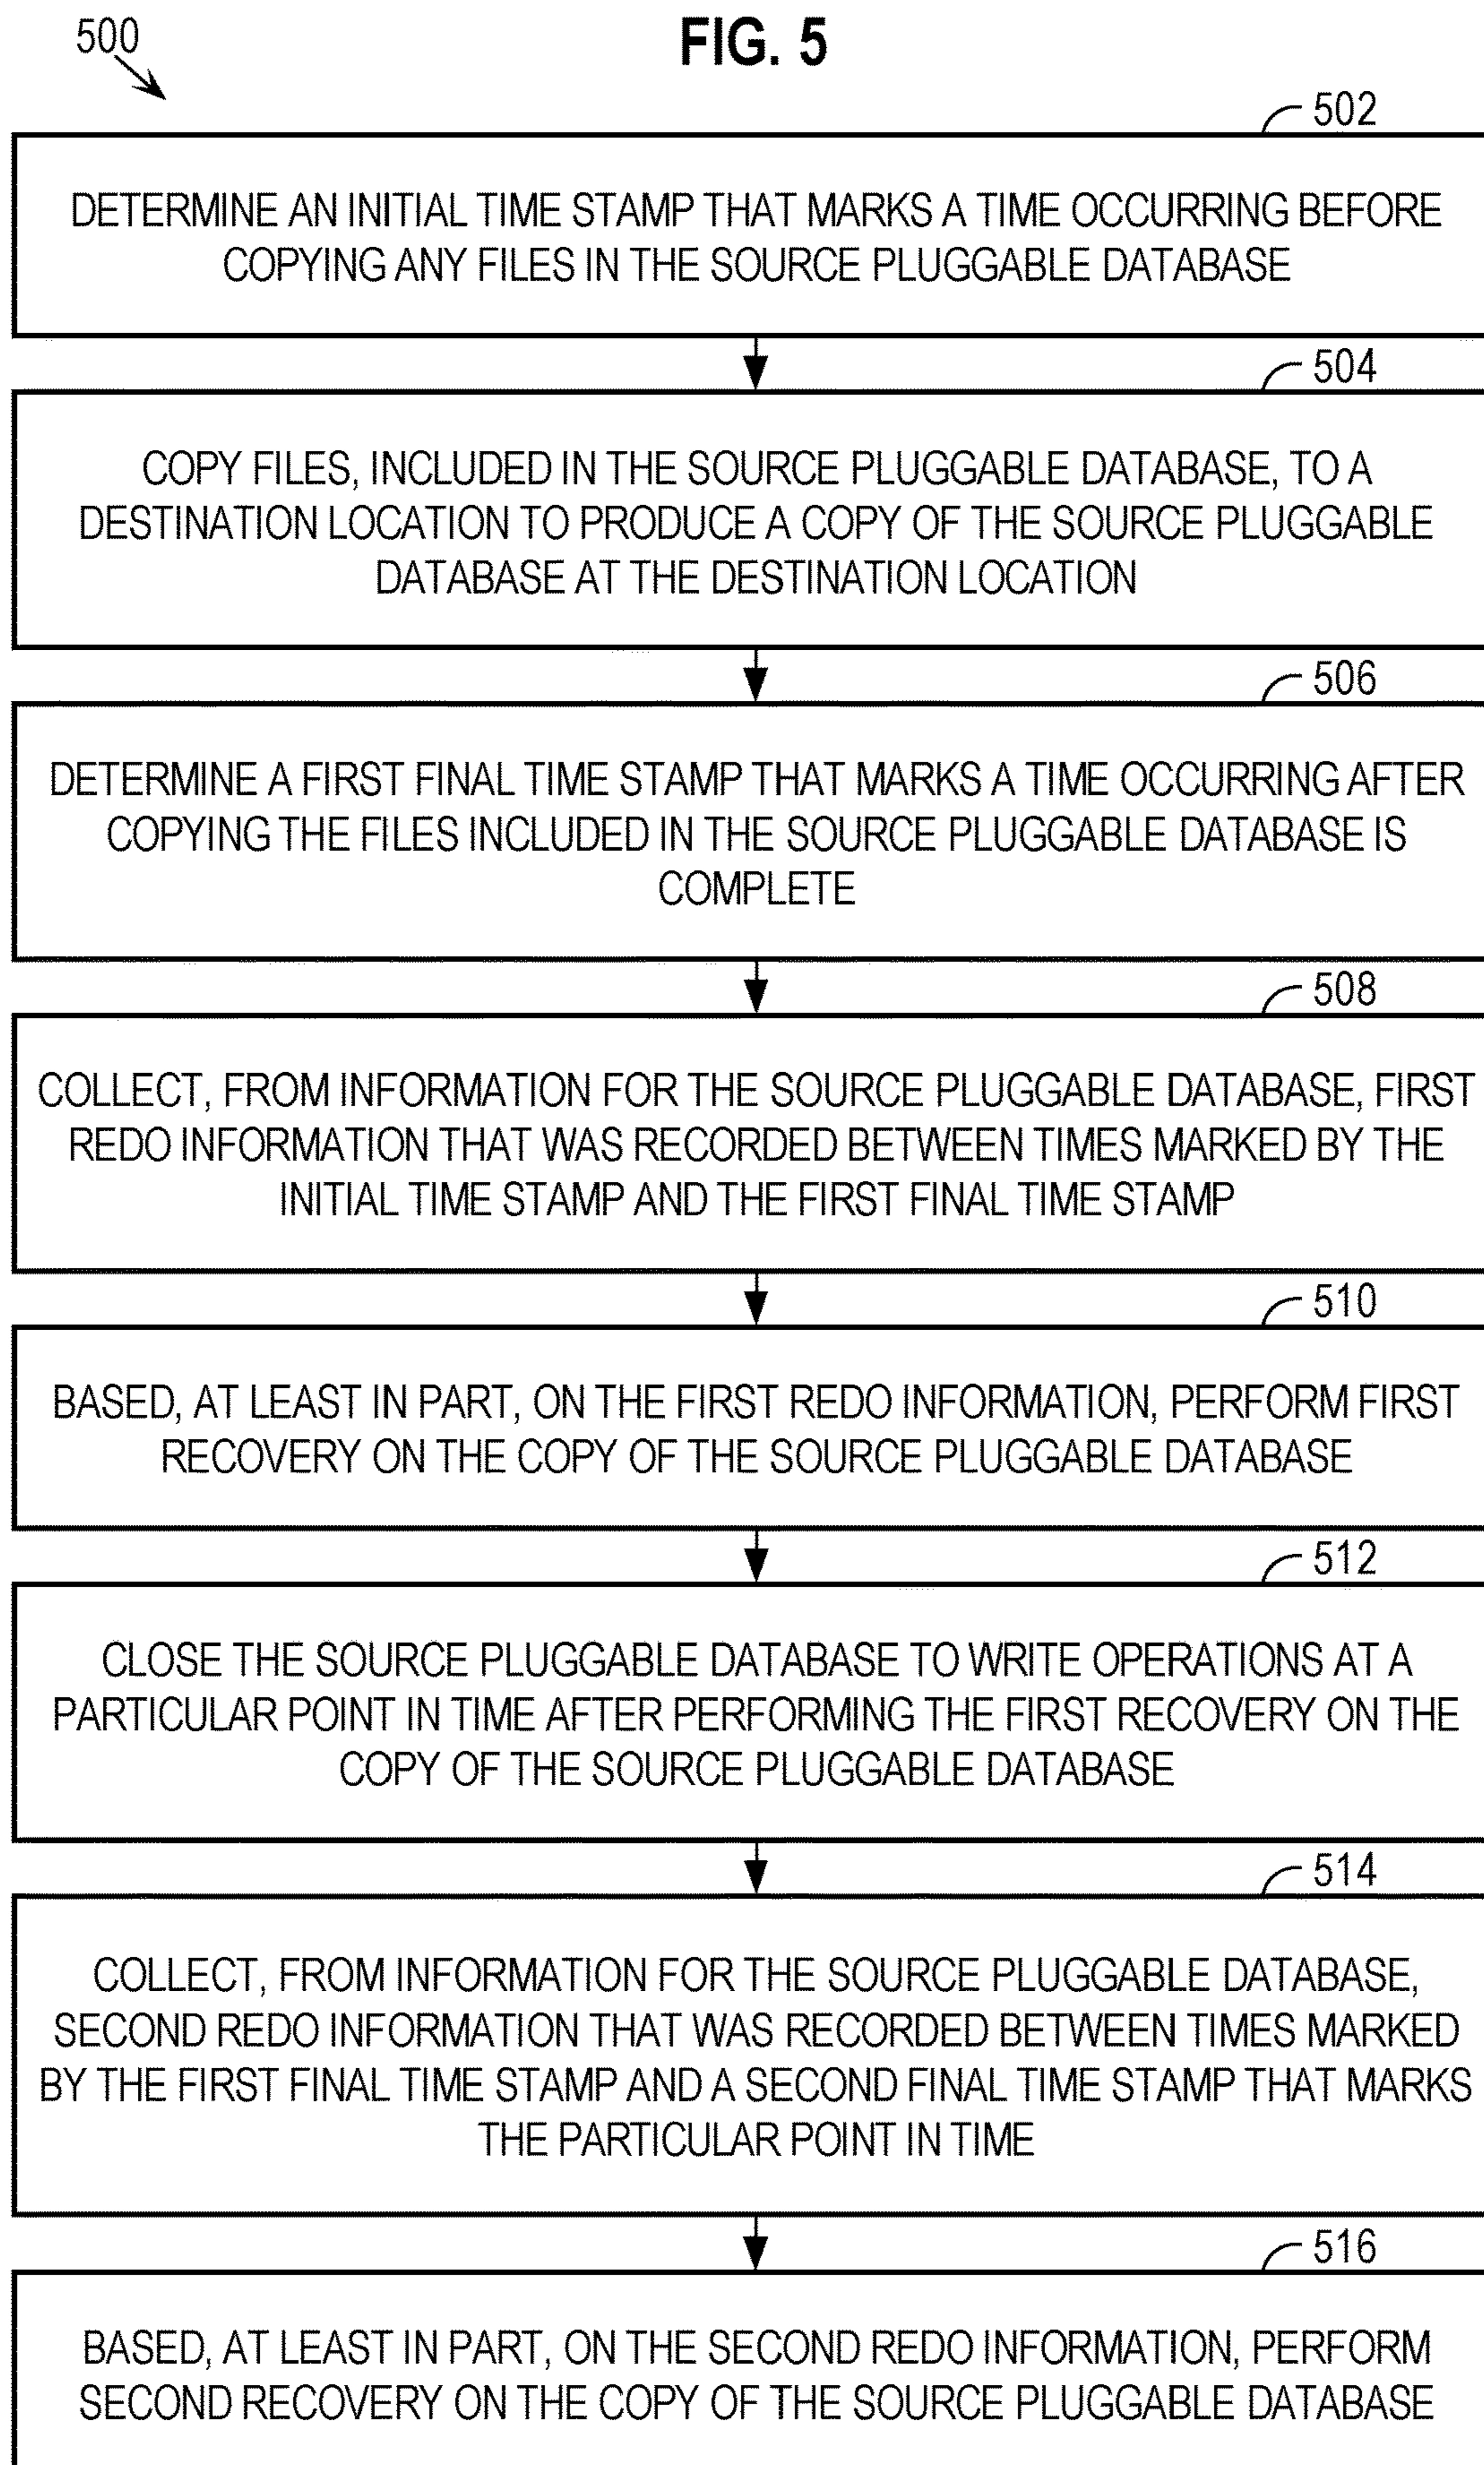 500
FIG. 5
502
DETERMINE AN INITIAL TIME STAMP THAT MARKS A TIME OCCURRING BEFORE
COPYING ANY FILES IN THE SOURCE PLUGGABLE DATABASE
504
COPY FILES, INCLUDED IN THE SOURCE PLUGGABLE DATABASE, TO A
DESTINATION LOCATION TO PRODUCE A COPY OF THE SOURCE PLUGGABLE
DATABASE AT THE DESTINATION LOCATION
506
DETERMINE A FIRST FINAL TIME STAMP THAT MARKS A TIME OCCURRING AFTER
COPYING THE FILES INCLUDED IN THE SOURCE PLUGGABLE DATABASE IS
COMPLETE
508
COLLECT, FROM INFORMATION FOR THE SOURCE PLUGGABLE DATABASE, FIRST
REDO INFORMATION THAT WAS RECORDED BETWEEN TIMES MARKED BY THE
INITIAL TIME STAMP AND THE FIRST FINAL TIME STAMP
510
BASED, AT LEAST IN PART, ON THE FIRST REDO INFORMATION, PERFORM FIRST
RECOVERY ON THE COPY OF THE SOURCE PLUGGABLE DATABASE
512
CLOSE THE SOURCE PLUGGABLE DATABASE TO WRITE OPERATIONS AT A
PARTICULAR POINT IN TIME AFTER PERFORMING THE FIRST RECOVERY ON THE
COPY OF THE SOURCE PLUGGABLE DATABASE
514
COLLECT, FROM INFORMATION FOR THE SOURCE PLUGGABLE DATABASE,
SECOND REDO INFORMATION THAT WAS RECORDED BETWEEN TIMES MARKED
BY THE FIRST FINAL TIME STAMP AND A SECOND FINAL TIME STAMP THAT MARKS
THE PARTICULAR POINT IN TIME
516
BASED, AT LEAST IN PART, ON THE SECOND REDO INFORMATION, PERFORM
SECOND RECOVERY ON THE COPY OF THE SOURCE PLUGGABLE DATABASE